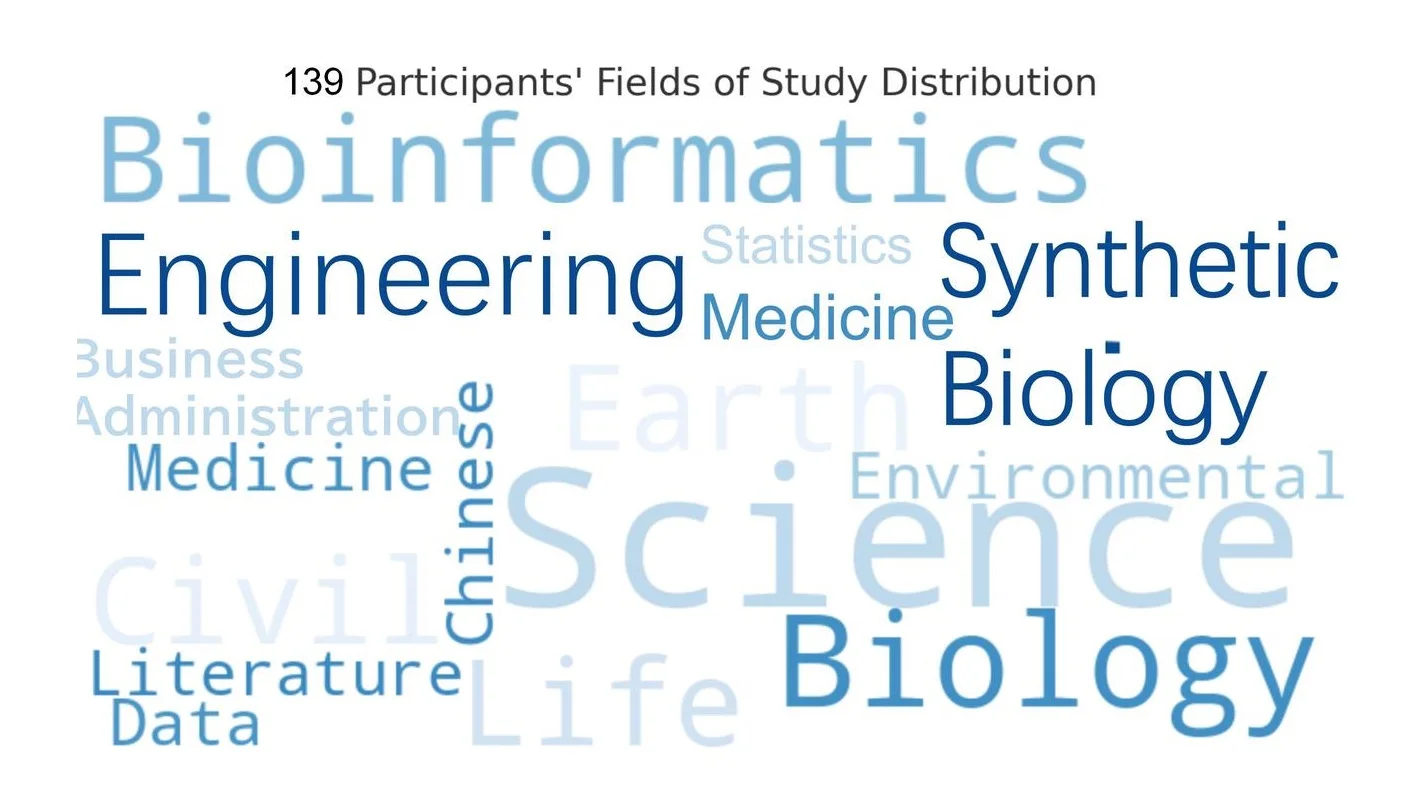 139 Participants' Fields of Study Distribution
Bioinformatics
Engineering
Statistics
Synthetic
Medicine
Business
Biology
Administration
Earth
Chinese
Medicine
Environmental
Science
Civil
Biology
Literature
Life
Data